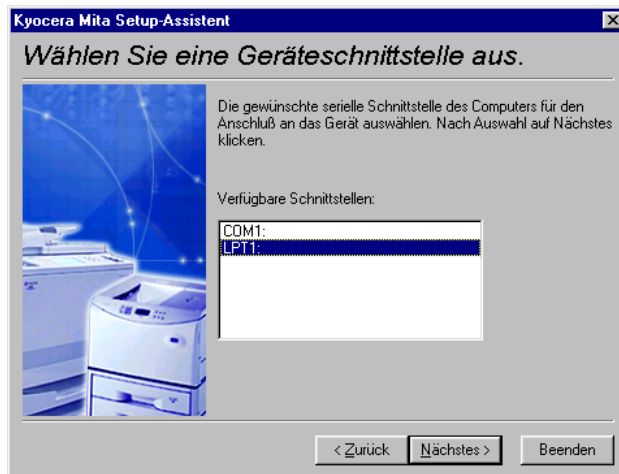 Kyocera Mita Setup-Assistent
Wählen Sie eine Geräteschnittstelle aus.
Die gewünschte serielle Schnittstelle des Computers für den
Anschluß an das Gerät auswählen. Nach Auswahl auf Nächstes
klicken.
Verfügbare Schnittstellen:
COM1:
LPT1:
< Zurück
Nächstes >
Beenden